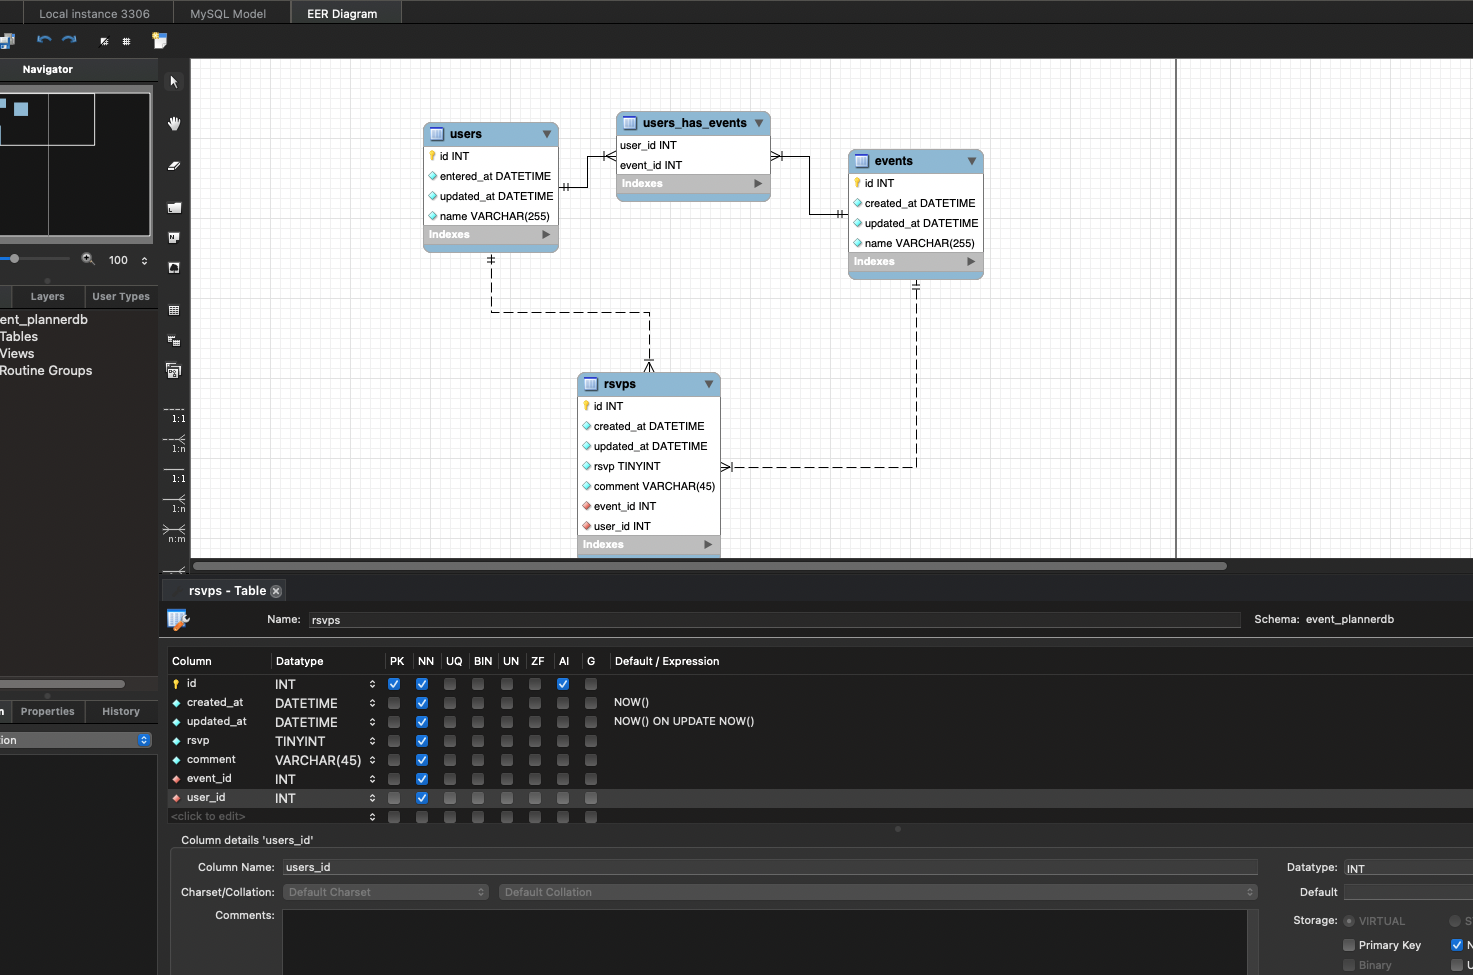 Local instance 3306
MySQL Model
EER Diagram
Navigator
100
Layers
User Types
ent_plannerdb
Tables
Views
Routine Groups
n
Properties
History
ion
1:1
1:n
1:1
1:n
n:m
users
id INT
entered_at DATETIME
updated_at DATETIME
name VARCHAR(255)
Indexes
users_has_events
user_id INT
event_id INT
Indexes
events
id INT
created_at DATETIME
updated_at DATETIME
name VARCHAR(255)
Indexes
rsvps
id INT
created_at DATETIME
updated_at DATETIME
rsvp TINYINT
comment VARCHAR(45)
event_id INT
user_id INT
Indexes
rsvps - Table
Name: rsvps Schema: event_plannerdb
Column Datatype PK NN UQ BIN UN ZF AI G Default / Expression
id INT
created_at DATETIME NOW()
updated_at DATETIME NOW() ON UPDATE NOW()
rsvp TINYINT
comment VARCHAR(45)
event_id INT
user_id INT
<click to edit>
Column details 'users_id'
Column Name: users_id Datatype: INT
Charset/Collation: Default Charset Default Collation Default
Comments: Storage: VIRTUAL S
Primary Key N
Binary U